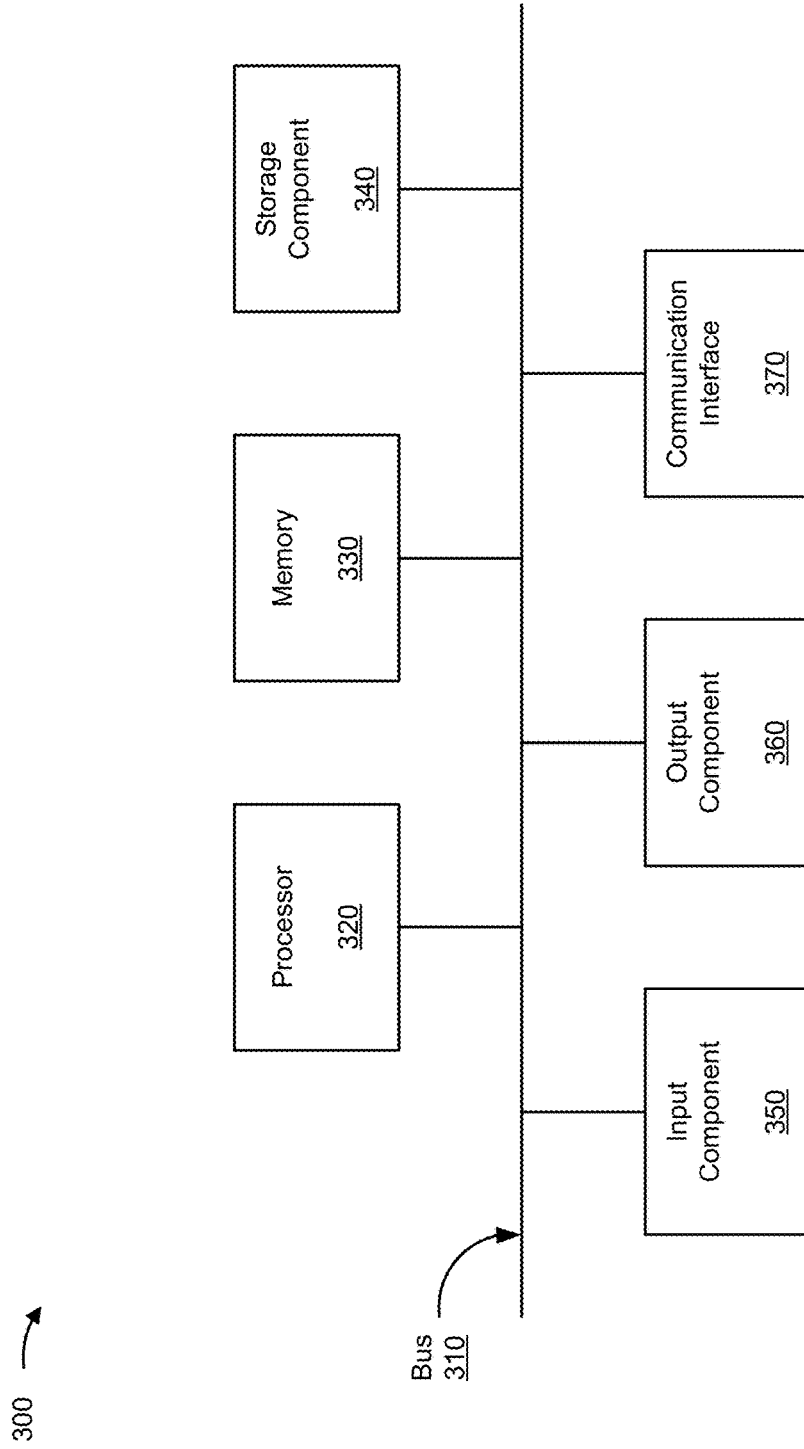 300
Bus
310
Processor
320
Memory
330
Storage
Component
340
Input
Component
350
Output
Component
360
Communication
Interface
370